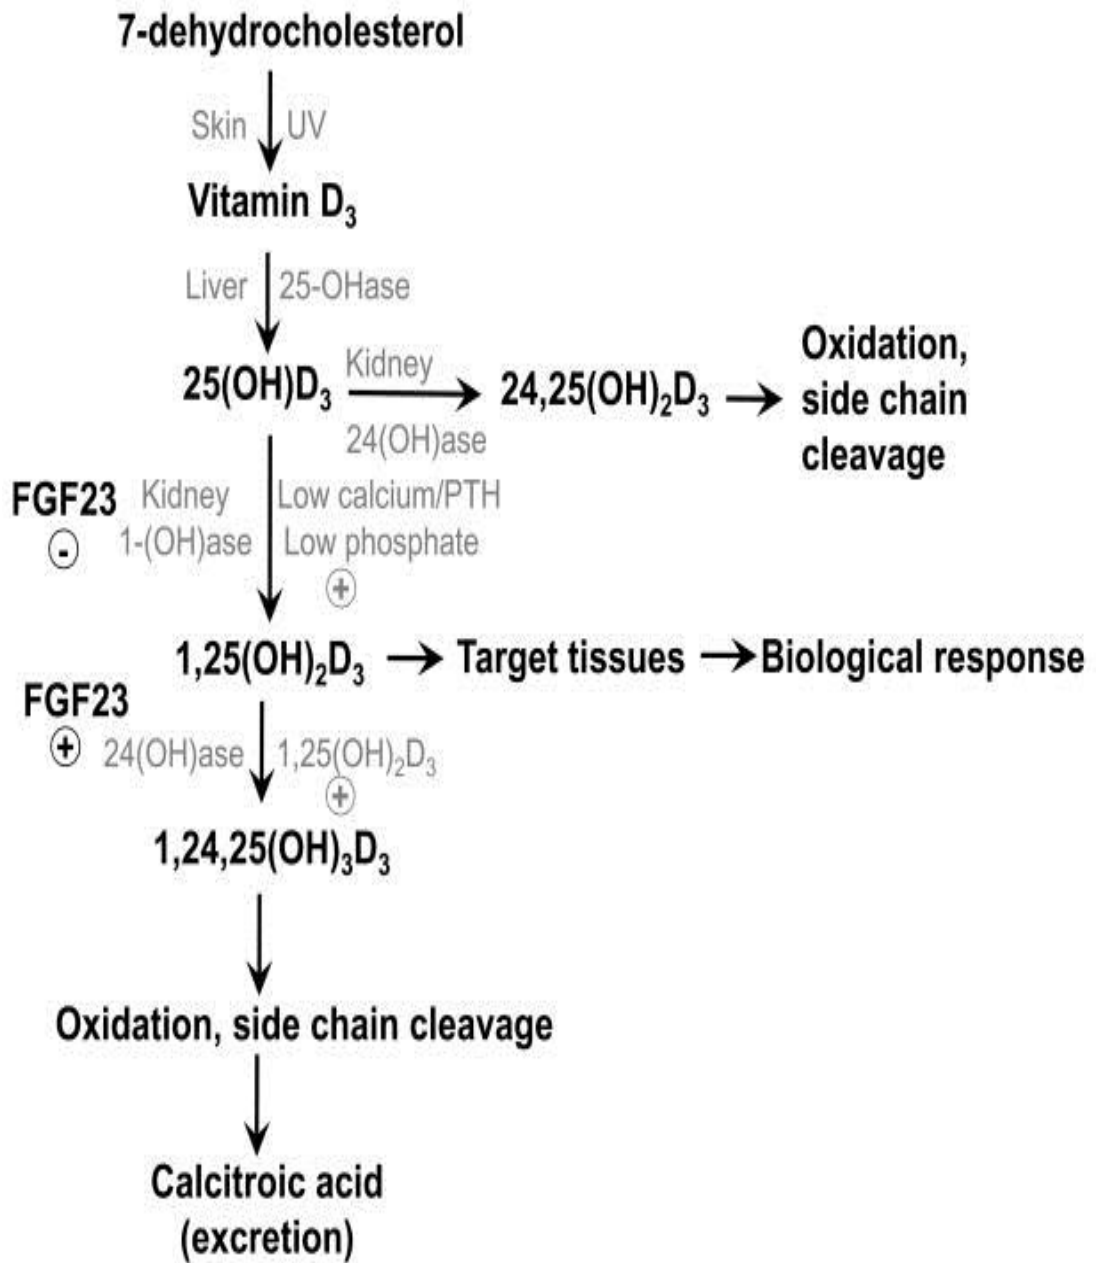 7-dehydrocholesterol
Skin UV
Vitamin D₃
Liver 25-OHase
25(OH)D₃
Kidney
24(OH)ase
24,25(OH)₂D₃
Oxidation,
side chain
cleavage
FGF23
-
Kidney
1-(OH)ase
Low calcium/PTH
Low phosphate
+
1,25(OH)₂D₃
Target tissues
Biological response
FGF23
+
24(OH)ase
1,25(OH)₂D₃
+
1,24,25(OH)₃D₃
Oxidation, side chain cleavage
Calcitroic acid
(excretion)